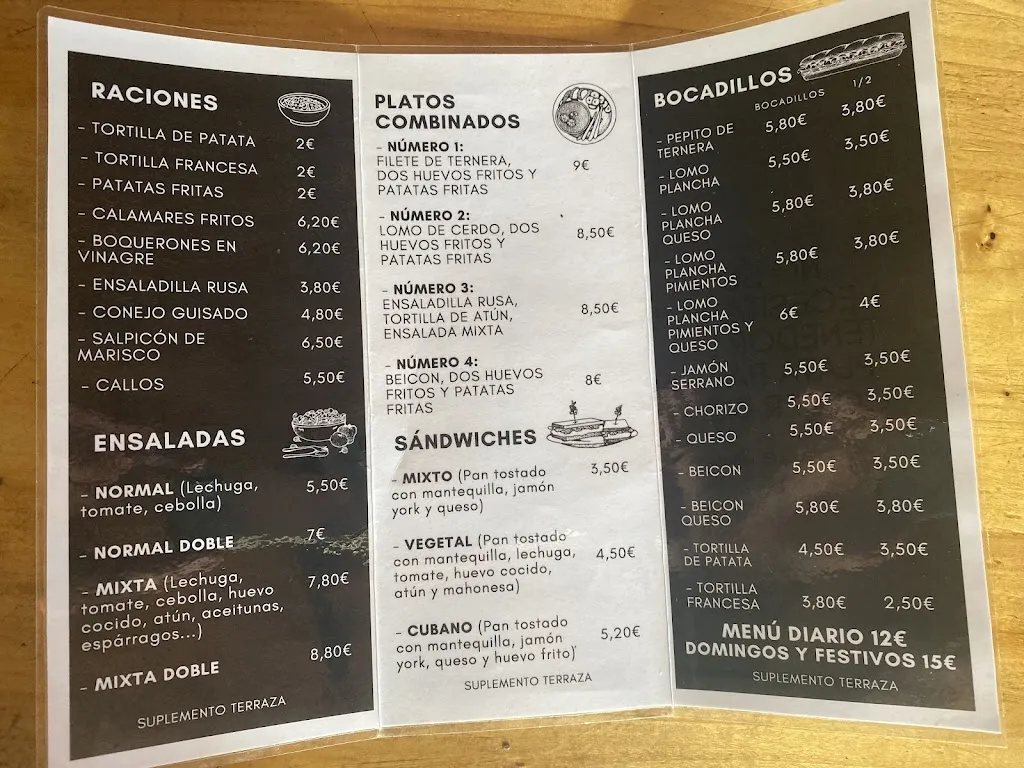 RACIONES
- TORTILLA DE PATATA 2€
- TORTILLA FRANCESA 2€
- PATATAS FRITAS 2€
- CALAMARES FRITOS 6,20€
- BOQUERONES EN 6,20€
VINAGRE
- ENSALADILLA RUSA 3,80€
- CONEJO GUISADO 4,80€
- SALPICÓN DE 6,50€
MARISCO
- CALLOS 5,50€
ENSALADAS
- NORMAL (Lechuga, 5,50€
tomate, cebolla)
- NORMAL DOBLE 7€
- MIXTA (Lechuga, 7,80€
tomate, cebolla, huevo
cocido, atún, aceitunas,
espárragos...)
- MIXTA DOBLE 8,80€
SUPLEMENTO TERRAZA
PLATOS
COMBINADOS
- NÚMERO 1:
FILETE DE TERNERA, 9€
DOS HUEVOS FRITOS Y
PATATAS FRITAS
- NÚMERO 2:
LOMO DE CERDO, DOS 8,50€
HUEVOS FRITOS Y
PATATAS FRITAS
- NÚMERO 3:
ENSALADILLA RUSA, 8,50€
TORTILLA DE ATÚN,
ENSALADA MIXTA
- NÚMERO 4:
BEICON, DOS HUEVOS 8€
FRITOS Y PATATAS
FRITAS
SÁNDWICHES
- MIXTO (Pan tostado 3,50€
con mantequilla, jamón
york y queso)
- VEGETAL (Pan tostado
con mantequilla, lechuga, 4,50€
tomate, huevo cocido,
atún y mahonesa)
- CUBANO (Pan tostado 5,20€
con mantequilla, jamón
york, queso y huevo frito)
SUPLEMENTO TERRAZA
BOCADILLOS
BOCADILLOS 1/2
- PEPITO DE 5,80€ 3,80€
TERNERA
- LOMO 5,50€ 3,50€
PLANCHA
- LOMO 5,80€ 3,80€
PLANCHA
QUESO
- LOMO 5,80€ 3,80€
PLANCHA
PIMIENTOS
- LOMO 6€ 4€
PLANCHA
PIMIENTOS Y
QUESO
- JAMÓN 5,50€ 3,50€
SERRANO
- CHORIZO 5,50€ 3,50€
- QUESO 5,50€ 3,50€
- BEICON 5,50€ 3,50€
- BEICON 5,80€ 3,80€
QUESO
- TORTILLA 4,50€ 3,50€
DE PATATA
- TORTILLA 3,80€ 2,50€
FRANCESA
MENÚ DIARIO 12€
DOMINGOS Y FESTIVOS 15€
SUPLEMENTO TERRAZA